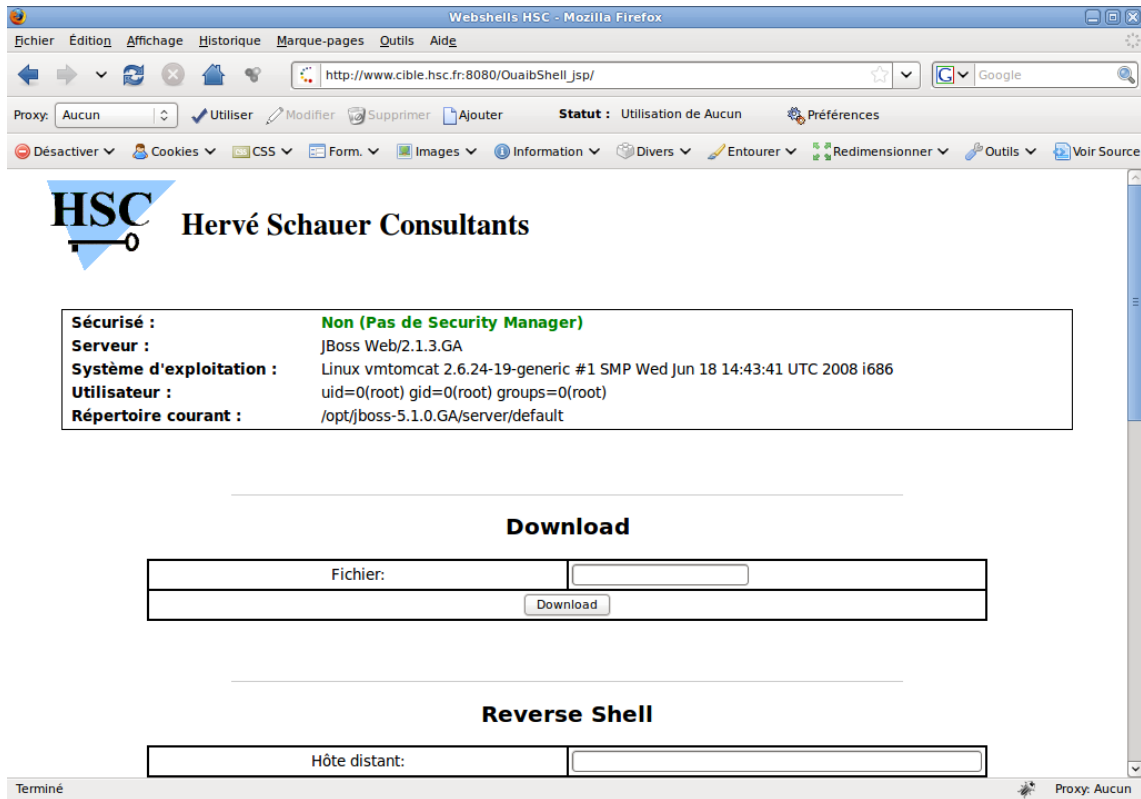 Webshells HSC - Mozilla Firefox
Fichier Édition Affichage Historique Marque-pages Outils Aide
http://www.cible.hsc.fr:8080/OuaibShell_jsp/ G Google
Proxy: Aucun Utiliser Modifier Supprimer Ajouter Statut : Utilisation de Aucun Préférences
Désactiver Cookies CSS Form. Images Information Divers Entourer Redimensionner Outils Voir Source
HSC Hervé Schauer Consultants
Sécurisé : Non (Pas de Security Manager)
Serveur : JBoss Web/2.1.3.GA
Système d'exploitation : Linux vmtomcat 2.6.24-19-generic #1 SMP Wed Jun 18 14:43:41 UTC 2008 i686
Utilisateur : uid=0(root) gid=0(root) groups=0(root)
Répertoire courant : /opt/jboss-5.1.0.GA/server/default
Download
Fichier:
Download
Reverse Shell
Hôte distant:
Terminé Proxy: Aucun